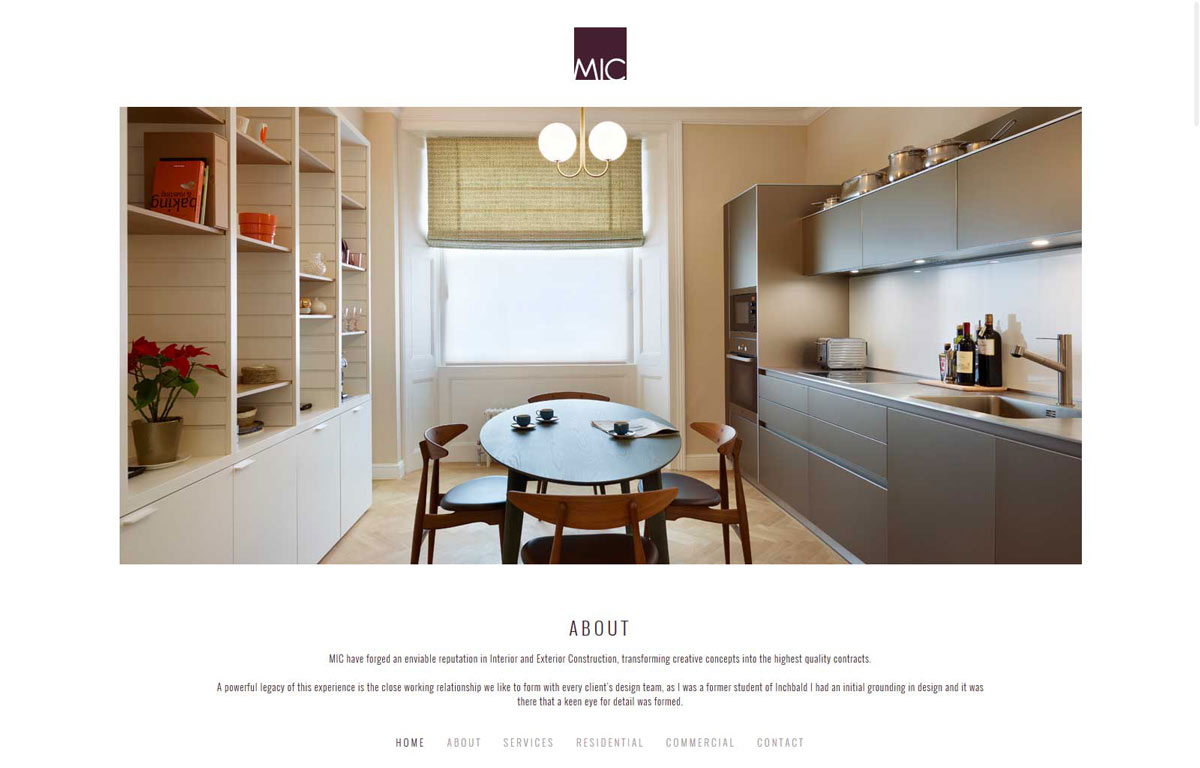 MIC
baking
ABOUT
MIC have forged an enviable reputation in Interior and Exterior Construction, transforming creative concepts into the highest quality contracts.
A powerful legacy of this experience is the close working relationship we like to form with every client's design team, as I was a former student of Inchbald I had an initial grounding in design and it was
there that a keen eye for detail was formed.
HOME ABOUT SERVICES RESIDENTIAL COMMERCIAL CONTACT